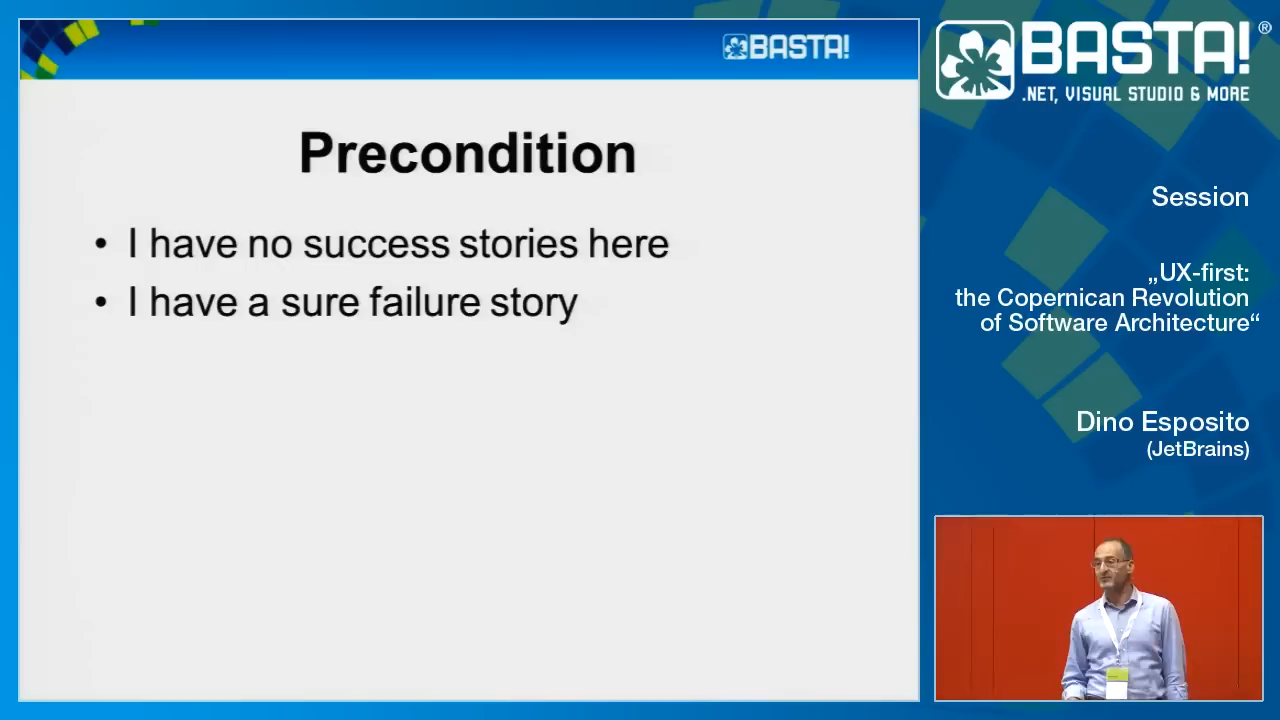 BASTA!
Precondition
• I have no success stories here
• I have a sure failure story
BASTA!®
.NET, VISUAL STUDIO & MORE
Session
„UX-first:
the Copernican Revolution
of Software Architecture“
Dino Esposito
(JetBrains)